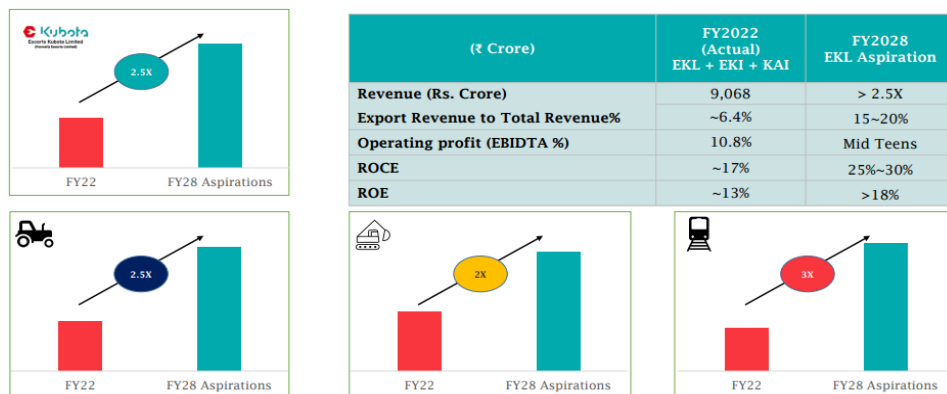 Kubota
Escorts Kubota Limited
(Formerly Escorts Limited)
2.5X
FY22 FY28 Aspirations
(₹ Crore) FY2022 (Actual) EKL + EKI + KAI FY2028 EKL Aspiration
Revenue (Rs. Crore) 9,068 > 2.5X
Export Revenue to Total Revenue% ~6.4% 15~20%
Operating profit (EBIDTA %) 10.8% Mid Teens
ROCE ~17% 25%~30%
ROE ~13% >18%
2.5X
FY22 FY28 Aspirations
2X
FY22 FY28 Aspirations
3X
FY22 FY28 Aspirations